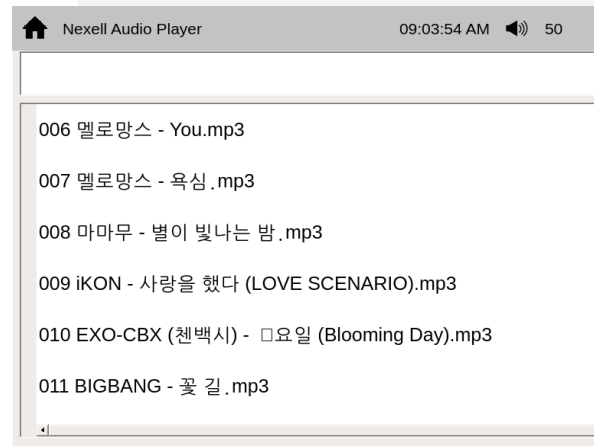 Nexell Audio Player 09:03:54 AM 50
006 멜로망스 - You.mp3
007 멜로망스 - 욕심.mp3
008 마마무 - 별이 빛나는 밤.mp3
009 iKON - 사랑을 했다 (LOVE SCENARIO).mp3
010 EXO-CBX (첸백시) - □요일 (Blooming Day).mp3
011 BIGBANG - 꽃 길.mp3